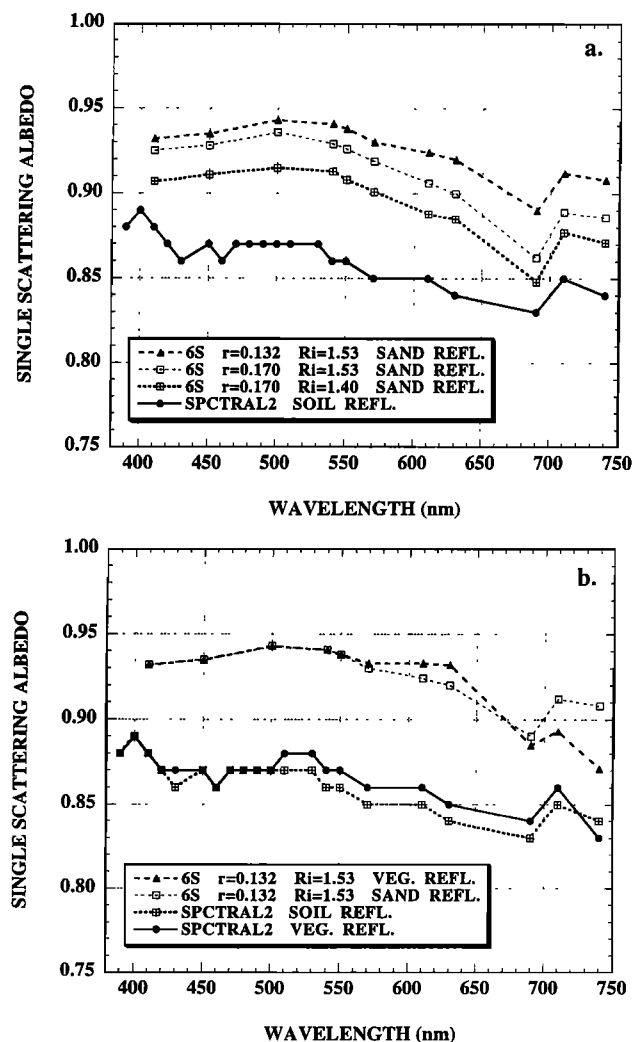 1.00
a.
0.95
0.90
0.85
0.80
0.75
SINGLE SCATTERING ALBEDO
6S r=0.132 Ri=1.53 SAND REFL.
6S r=0.170 Ri=1.53 SAND REFL.
6S r=0.170 Ri=1.40 SAND REFL.
SPCTRAL2 SOIL REFL.
400 450 500 550 600 650 700 750
WAVELENGTH (nm)
1.00
b.
0.95
0.90
0.85
0.80
0.75
SINGLE SCATTERING ALBEDO
6S r=0.132 Ri=1.53 VEG. REFL.
6S r=0.132 Ri=1.53 SAND REFL.
SPCTRAL2 SOIL REFL.
SPCTRAL2 VEG. REFL.
400 450 500 550 600 650 700 750
WAVELENGTH (nm)